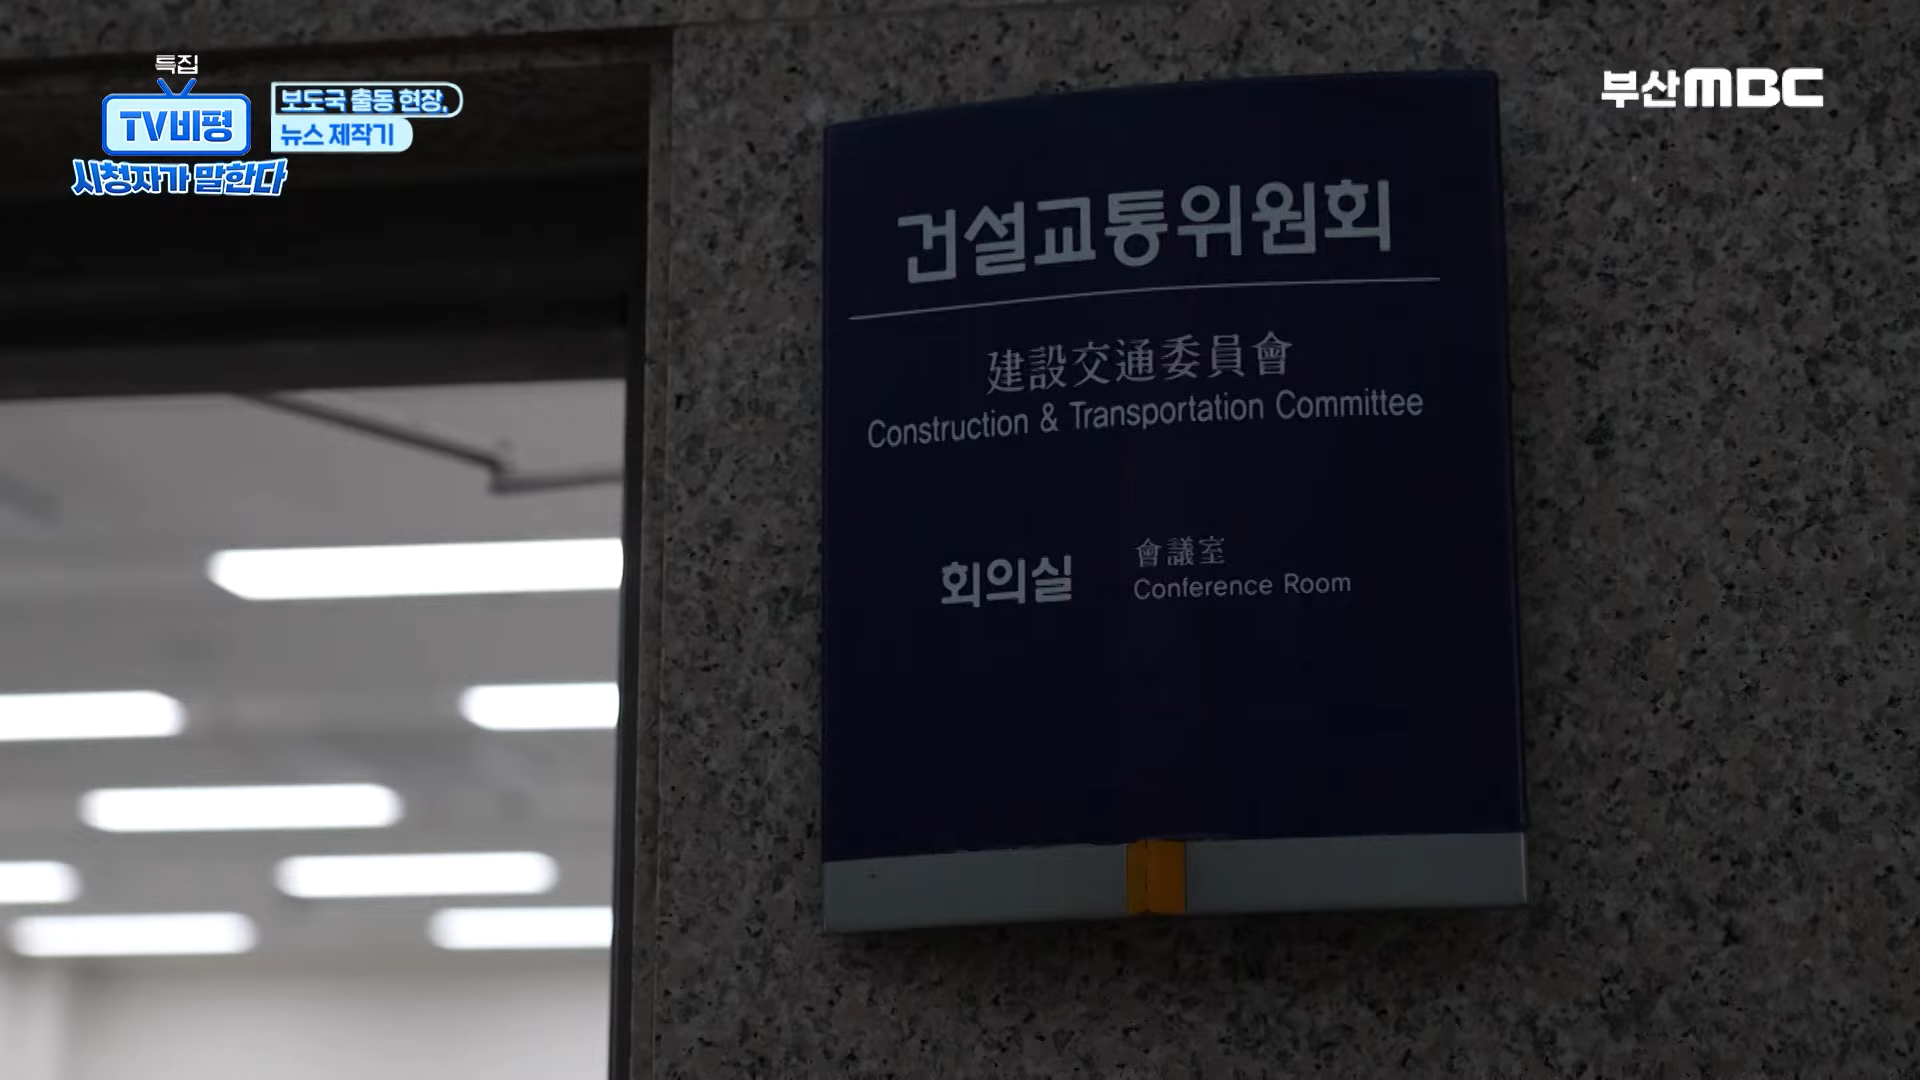 특집
TV비평
시청자가 말한다
보도국 출동 현장,
뉴스 제작기
부산MBC
건설교통위원회
建設交通委員會
Construction & Transportation Committee
회의실
會議室
Conference Room